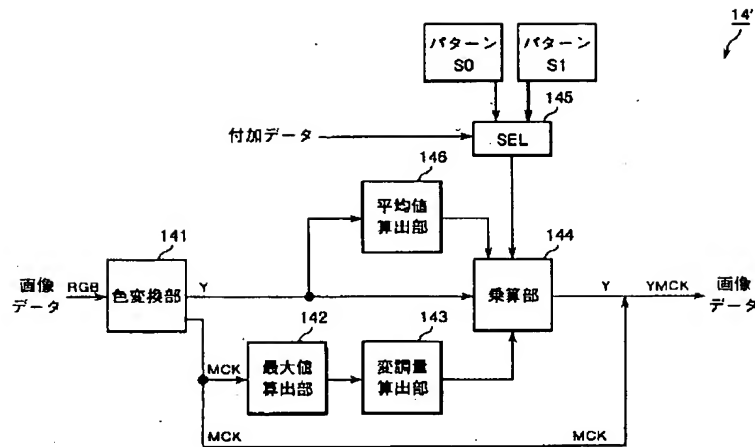 14'
パターン
S0
パターン
S1
145
付加データ
SEL
146
平均値
算出部
141
144
画像
データ
RGB
色変換部
Y
乗算部
Y
YMCK
画像
データ
142
143
MCK
最大値
算出部
変調量
算出部
MCK
MCK